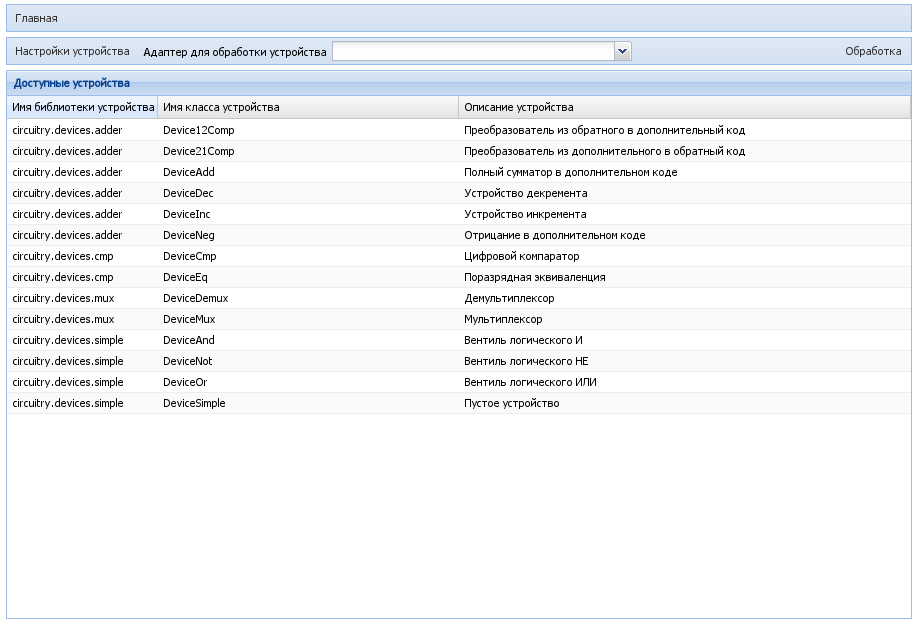 Главная
Настройки устройства Адаптер для обработки устройства Обработка
Доступные устройства
Имя библиотеки устройства Имя класса устройства Описание устройства
circuitry.devices.adder Device12Comp Преобразователь из обратного в дополнительный код
circuitry.devices.adder Device21Comp Преобразователь из дополнительного в обратный код
circuitry.devices.adder DeviceAdd Полный сумматор в дополнительном коде
circuitry.devices.adder DeviceDec Устройство декремента
circuitry.devices.adder DeviceInc Устройство инкремента
circuitry.devices.adder DeviceNeg Отрицание в дополнительном коде
circuitry.devices.cmp DeviceCmp Цифровой компаратор
circuitry.devices.cmp DeviceEq Поразрядная эквиваленция
circuitry.devices.mux DeviceDemux Демультиплексор
circuitry.devices.mux DeviceMux Мультиплексор
circuitry.devices.simple DeviceAnd Вентиль логического И
circuitry.devices.simple DeviceNot Вентиль логического НЕ
circuitry.devices.simple DeviceOr Вентиль логического ИЛИ
circuitry.devices.simple DeviceSimple Пустое устройство